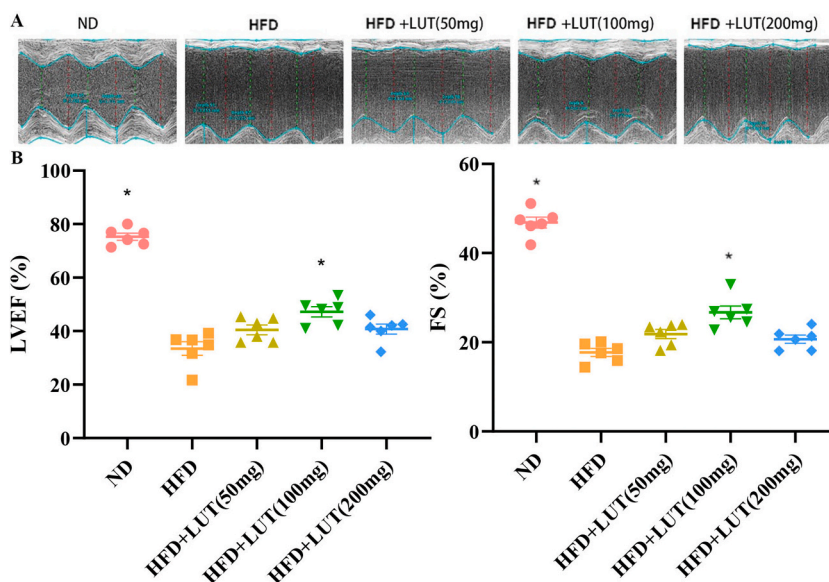 A
ND
HFD
HFD +LUT(50mg)
HFD +LUT(100mg)
HFD +LUT(200mg)
B
LVEF (%)
100
80
60
40
20
0
*
*
ND
HFD
HFD+LUT(50mg)
HFD+LUT(100mg)
HFD+LUT(200mg)
FS (%)
60
40
20
0
*
*
ND
HFD
HFD+LUT(50mg)
HFD+LUT(100mg)
HFD+LUT(200mg)